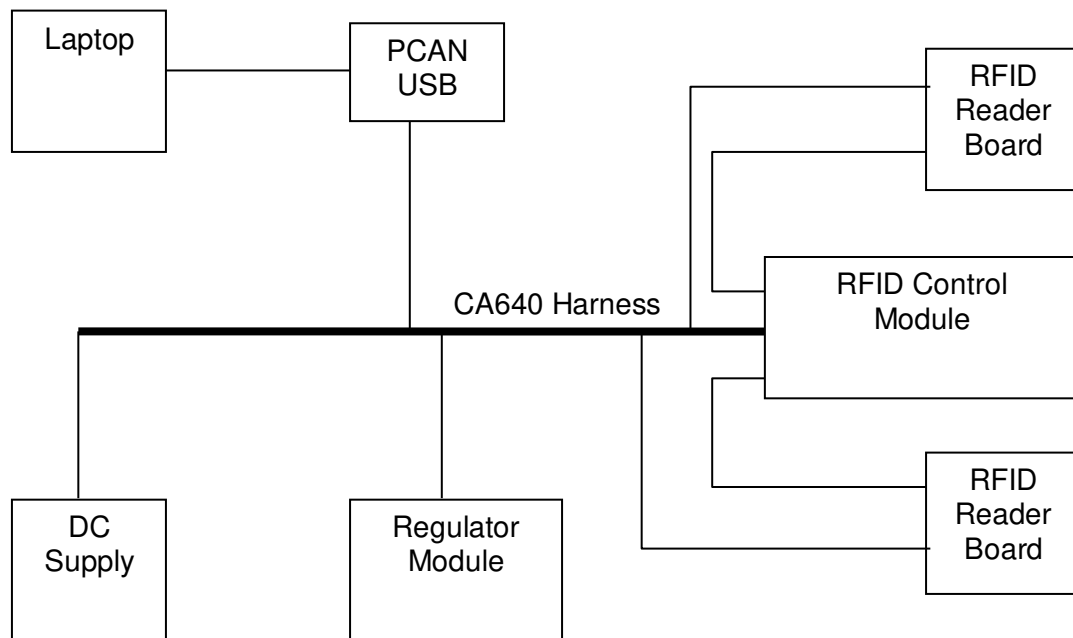 Laptop
PCAN
USB
RFID
Reader
Board
RFID Control
Module
CA640 Harness
DC
Supply
Regulator
Module
RFID
Reader
Board